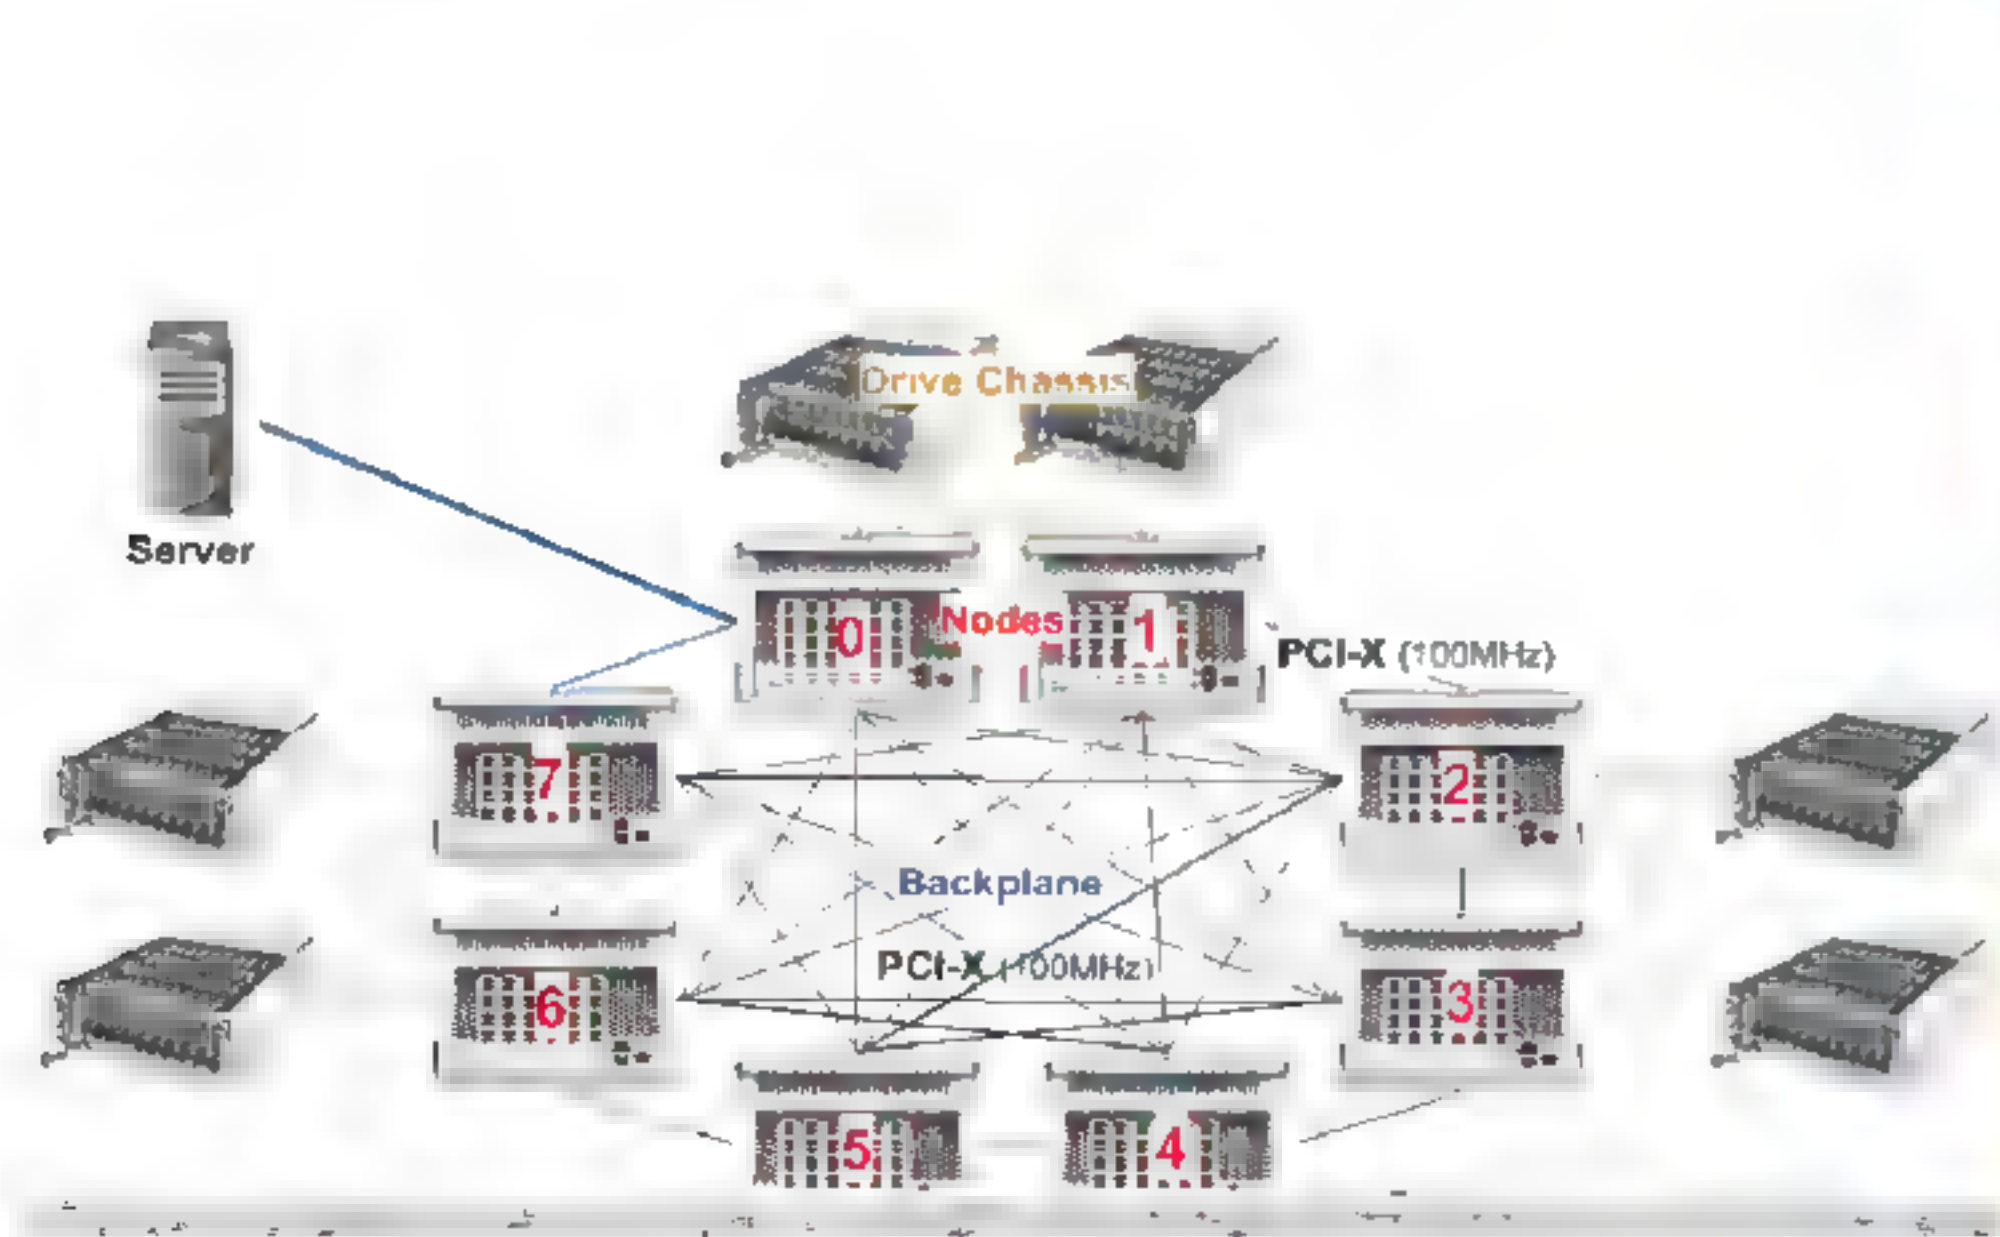 Drive Chassis
Server
0
Nodes
1
PCI-X (100MHz)
7
2
Backplane
PCI-X (100MHz)
6
3
5
4